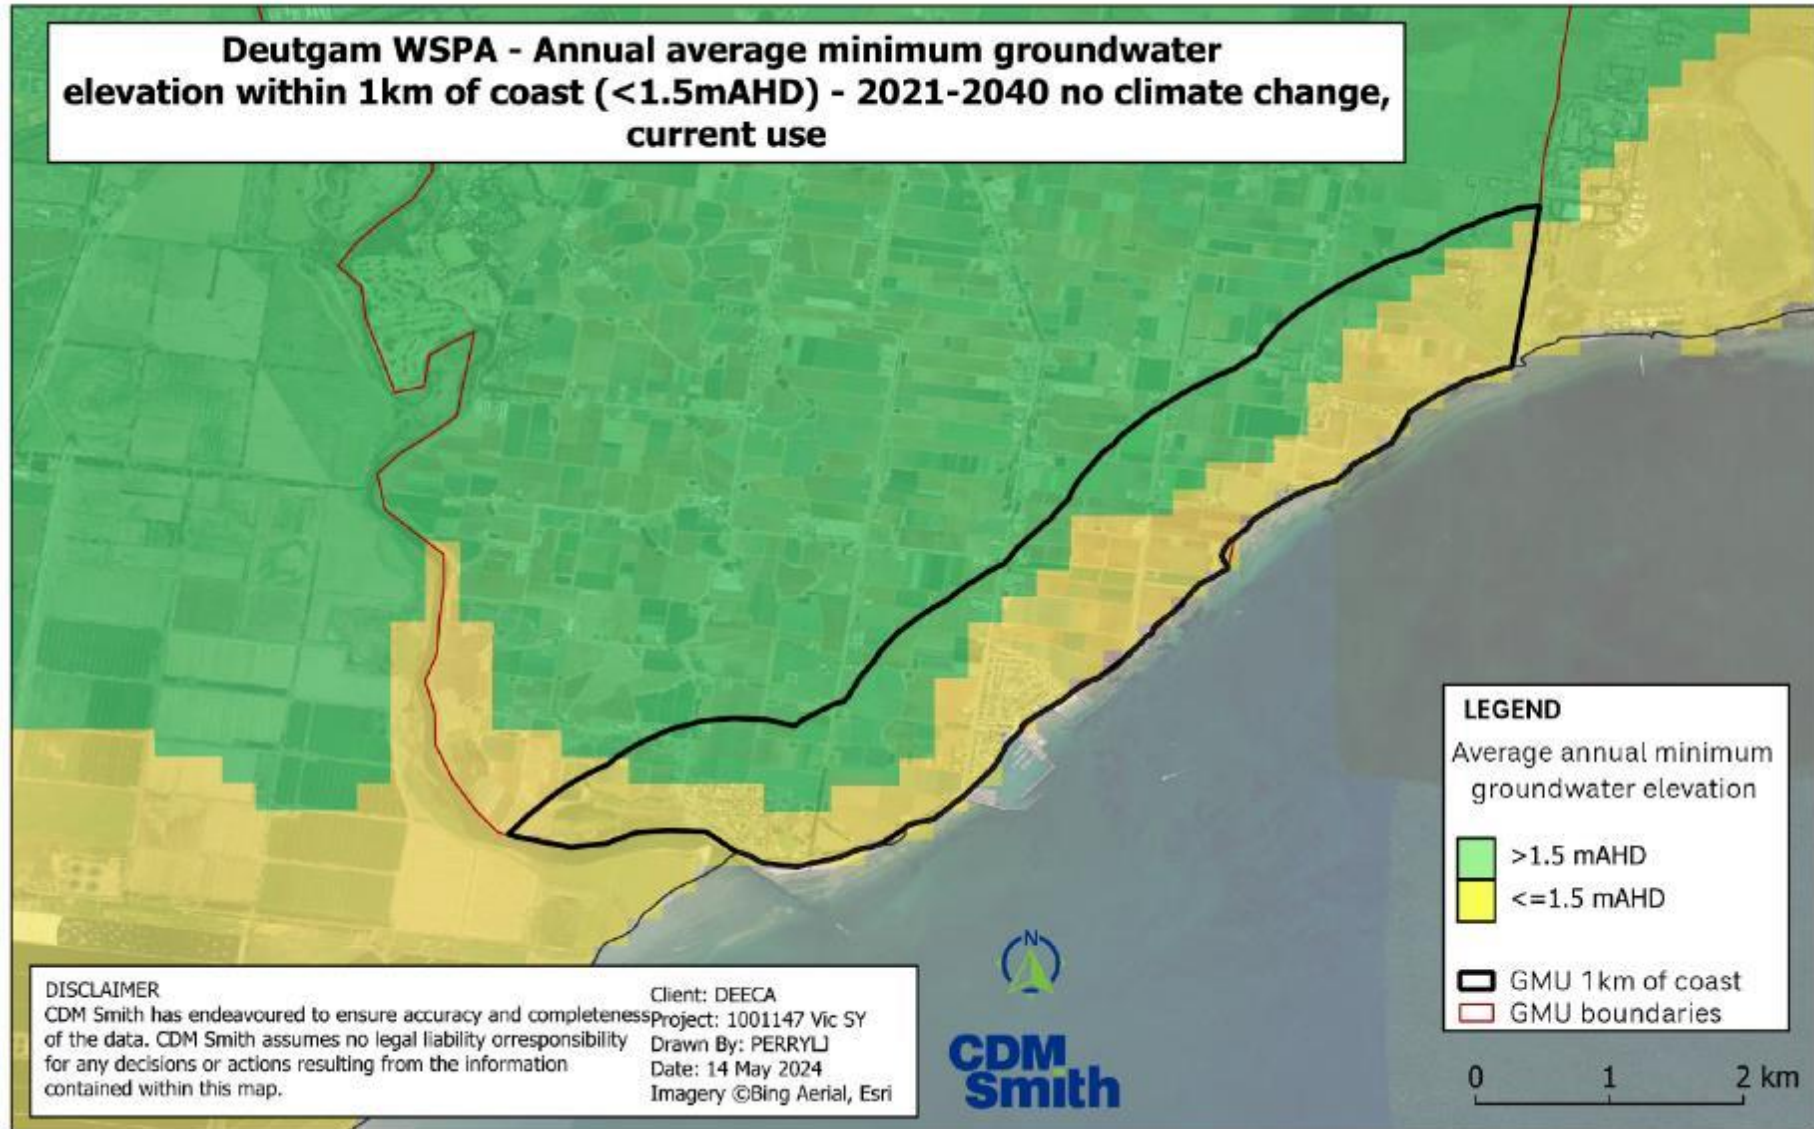 Deutgam WSPA - Annual average minimum groundwater
elevation within 1km of coast (<1.5mAHD) - 2021-2040 no climate change,
current use
LEGEND
Average annual minimum
groundwater elevation
>1.5 mAHD
<=1.5 mAHD
GMU 1km of coast
GMU boundaries
0 1 2 km
N
CDM
Smith
DISCLAIMER
CDM Smith has endeavoured to ensure accuracy and completeness
of the data. CDM Smith assumes no legal liability orresponsibility
for any decisions or actions resulting from the information
contained within this map.
Client: DEECA
Project: 1001147 Vic SY
Drawn By: PERRYLJ
Date: 14 May 2024
Imagery ©Bing Aerial, Esri